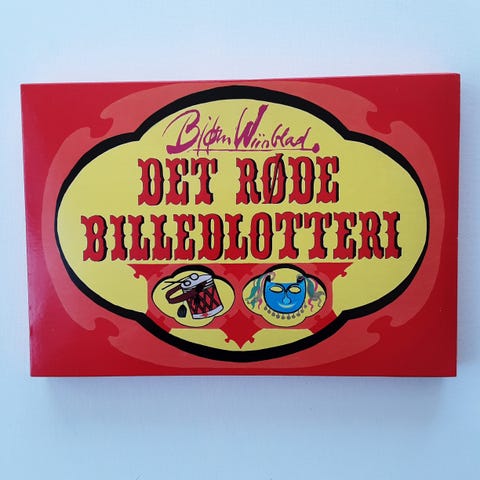 Bjørn Wiinblad.
DET RØDE
BILLEDLOTTERI